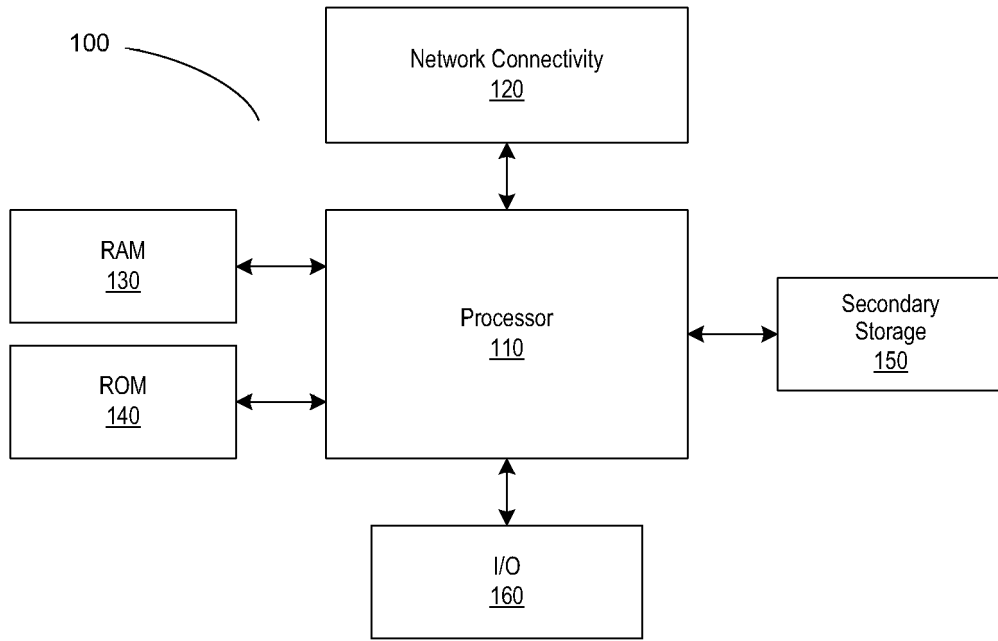 100
Network Connectivity
120
RAM
130
Processor
110
Secondary
Storage
150
ROM
140
I/O
160